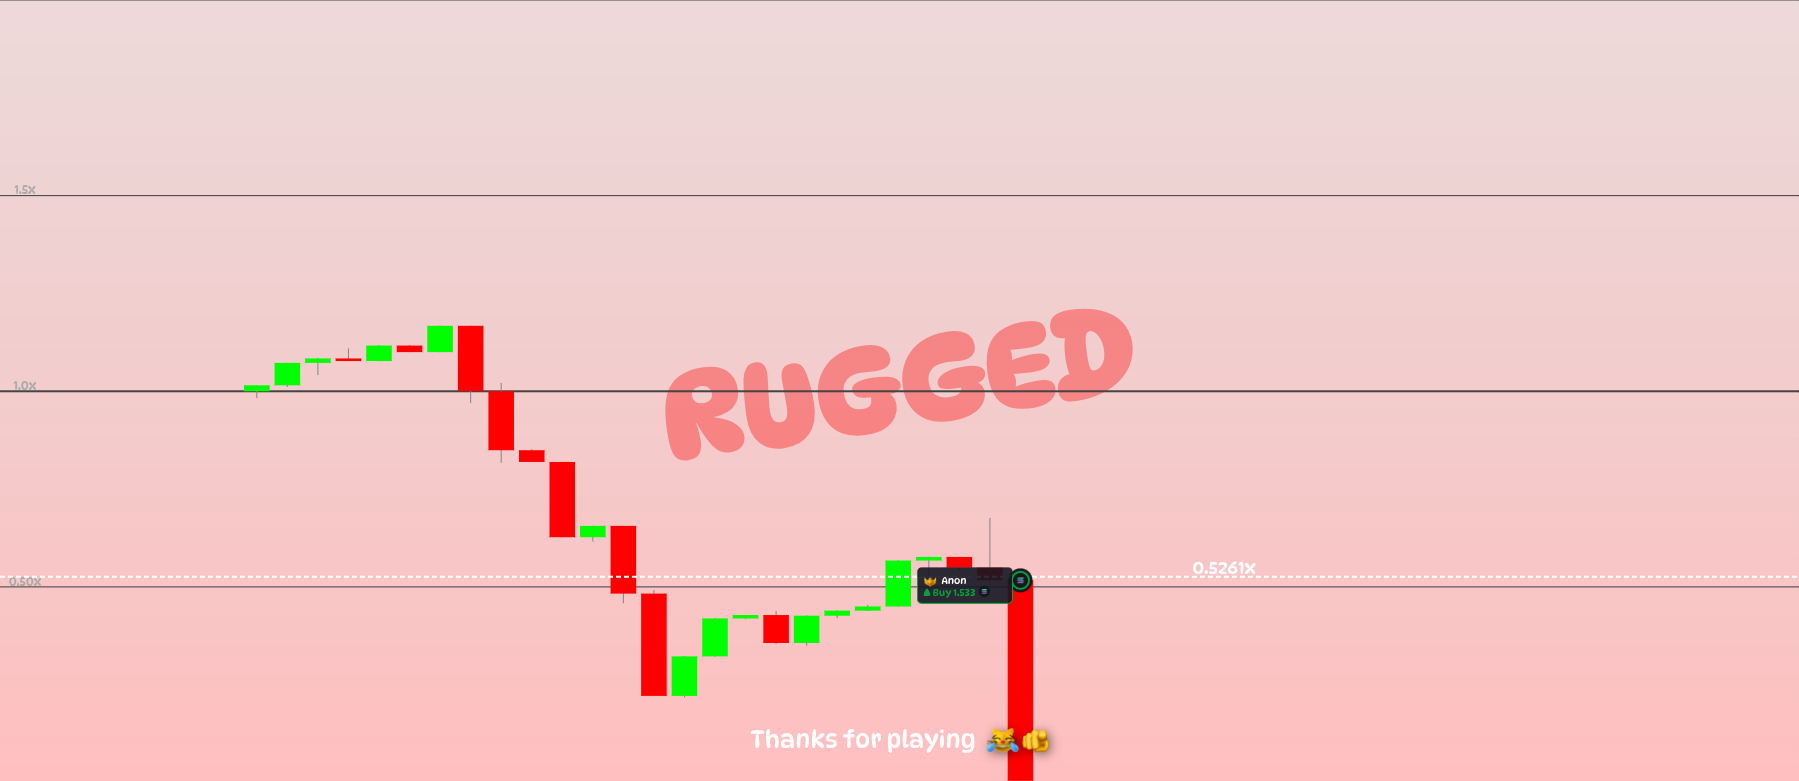 1.5X
1.0X
RUGGED
0.5261X
0.50X
Anon
Buy 1.533
Thanks for playing 😹🫵